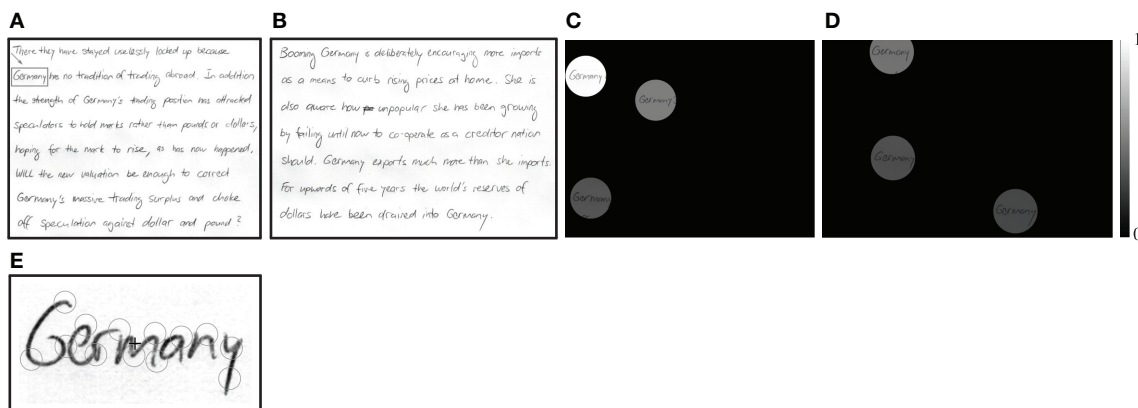 A
B
C
D
There they have stayed uselessly locked up because
Germany has no tradition of trading abroad. In addition
the strength of Germany's trading position has attracted
speculators to hold marks rather than pounds or dollars,
hoping for the mark to rise, as has now happened.
Will the new valuation be enough to correct
Germany's massive trading surplus and choke
off speculation against dollar and pound?
Booming Germany is deliberately encouraging more imports
as a means to curb rising prices at home. She is
also aware how unpopular she has been growing
by failing until now to co-operate as a creditor nation
should. Germany exports much more than she imports.
For upwards of five years the world's reserves of
dollars have been drained into Germany.
Germany
Germany
Germany
Germany
Germany
Germany
1
0
E
Germany